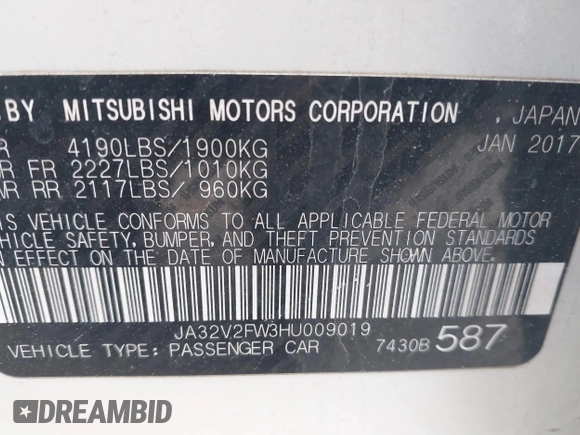 BY MITSUBISHI MOTORS CORPORATION , JAPAN
R 4190LBS/1900KG JAN 2017
R FR 2227LBS/1010KG
WR RR 2117LBS/ 960KG
IS VEHICLE CONFORMS TO ALL APPLICABLE FEDERAL MOTOR
EHICLE SAFETY, BUMPER, AND THEFT PREVENTION STANDARDS
N EFFECT ON THE DATE OF MANUFACTURE SHOWN ABOVE.
JA32V2FW3HU009019
VEHICLE TYPE: PASSENGER CAR 7430B 587
DREAMBID